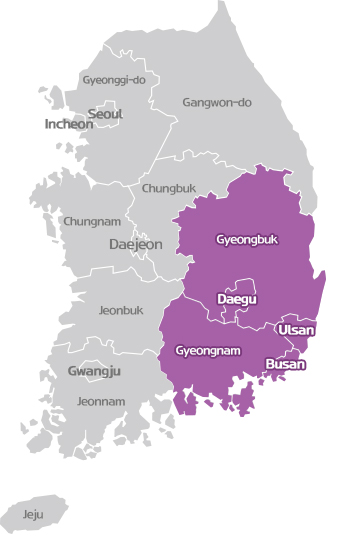 Gyeonggi-do
Gangwon-do
Seoul
Incheon
Chungbuk
Chungnam
Gyeongbuk
Daejeon
Daegu
Jeonbuk
Ulsan
Gyeongnam
Busan
Gwangju
Jeonnam
Jeju